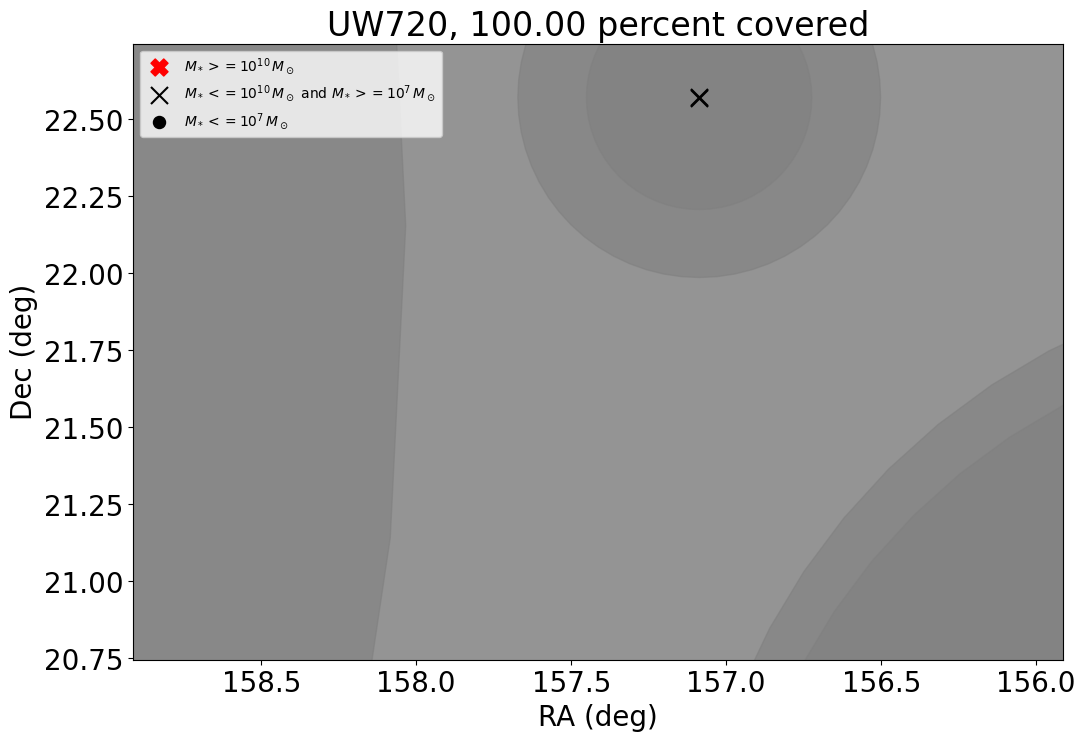 UW720, 100.00 percent covered
M* >= 10^10 M⊙
M* <= 10^10 M⊙ and M* >= 10^7 M⊙
M* <= 10^7 M⊙
22.50
22.25
22.00
21.75
21.50
21.25
21.00
20.75
Dec (deg)
158.5 158.0 157.5 157.0 156.5 156.0
RA (deg)